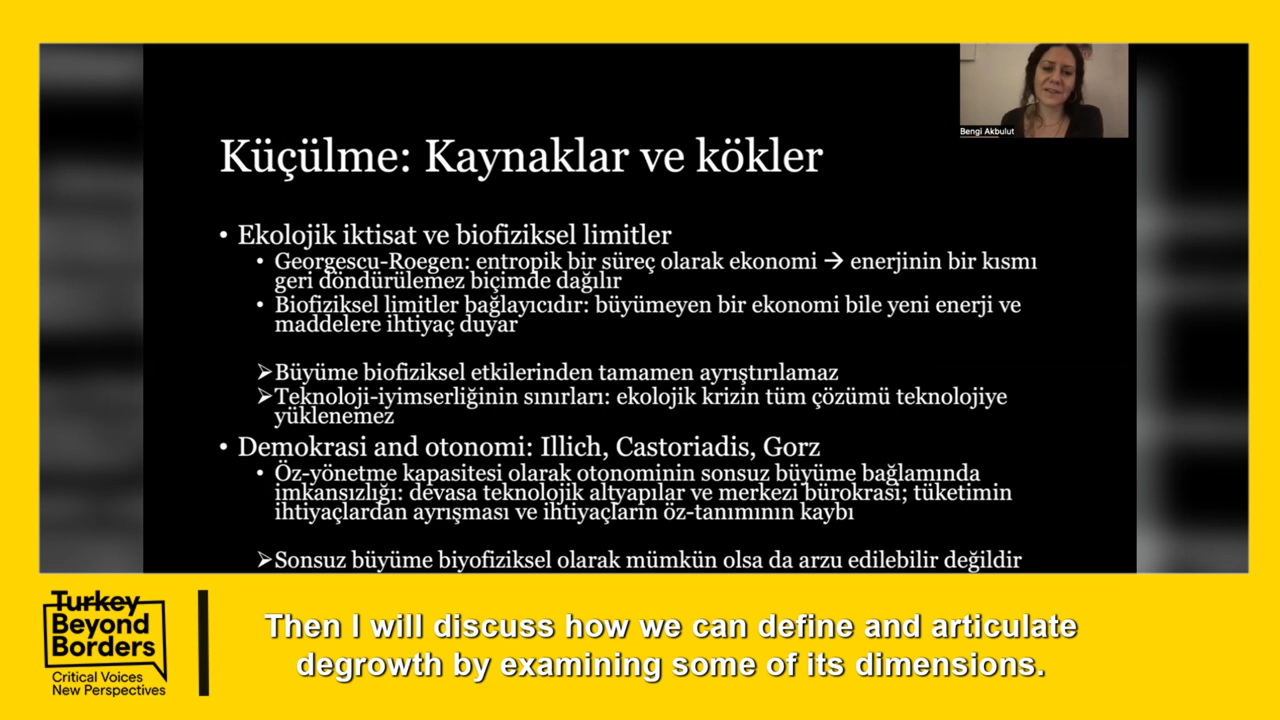 Bengi Akbulut
Küçülme: Kaynaklar ve kökler
• Ekolojik iktisat ve biofiziksel limitler
• Georgescu-Roegen: entropik bir süreç olarak ekonomi → enerjinin bir kısmı
geri döndürülemez biçimde dağılır
• Biofiziksel limitler bağlayıcıdır: büyümeyen bir ekonomi bile yeni enerji ve
maddelere ihtiyaç duyar
➢Büyüme biofiziksel etkilerinden tamamen ayrıştırılamaz
➢Teknoloji-iyimserliğinin sınırları: ekolojik krizin tüm çözümü teknolojiye
yüklenemez
• Demokrasi and otonomi: Illich, Castoriadis, Gorz
• Öz-yönetme kapasitesi olarak otonominin sonsuz büyüme bağlamında
imkansızlığı: devasa teknolojik altyapılar ve merkezi bürokrasi; tüketimin
ihtiyaçlardan ayrışması ve ihtiyaçların öz-tanımının kaybı
➢Sonsuz büyüme biyofiziksel olarak mümkün olsa da arzu edilebilir değildir
Turkey
Beyond
Borders
Critical Voices
New Perspectives
Then I will discuss how we can define and articulate
degrowth by examining some of its dimensions.